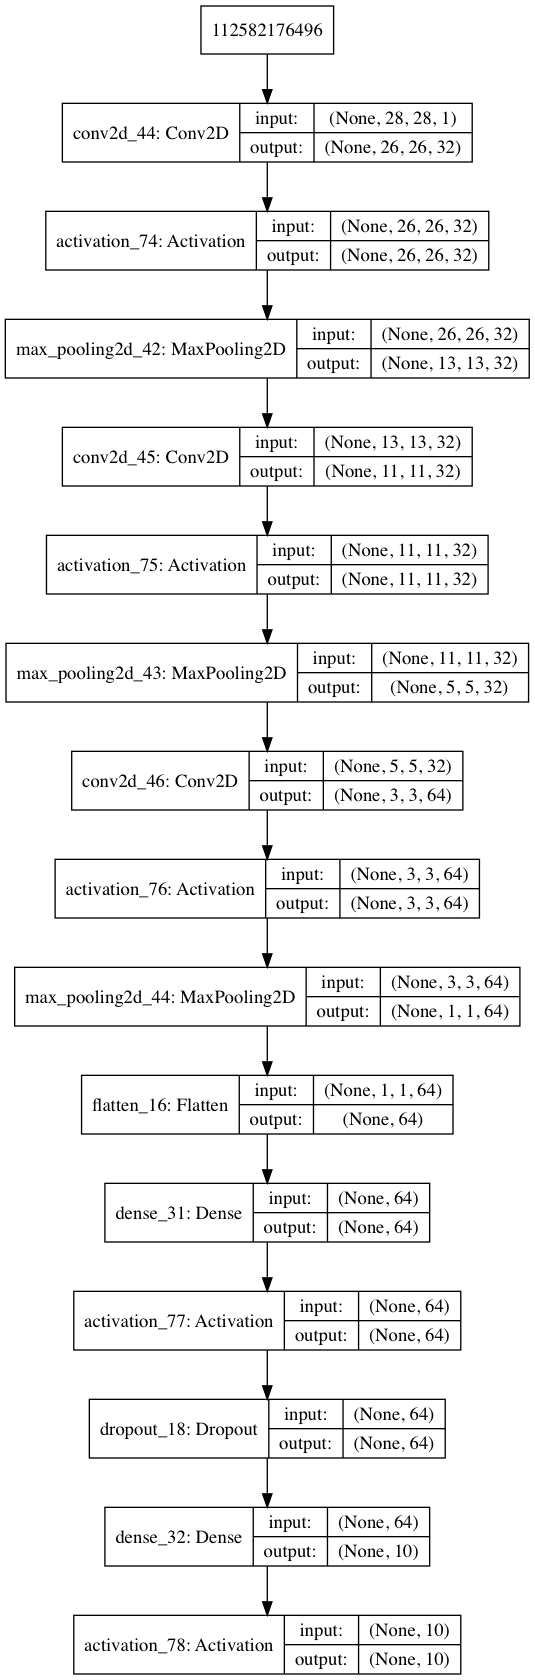 112582176496
conv2d_44: Conv2D
input: (None, 28, 28, 1)
output: (None, 26, 26, 32)
activation_74: Activation
input: (None, 26, 26, 32)
output: (None, 26, 26, 32)
max_pooling2d_42: MaxPooling2D
input: (None, 26, 26, 32)
output: (None, 13, 13, 32)
conv2d_45: Conv2D
input: (None, 13, 13, 32)
output: (None, 11, 11, 32)
activation_75: Activation
input: (None, 11, 11, 32)
output: (None, 11, 11, 32)
max_pooling2d_43: MaxPooling2D
input: (None, 11, 11, 32)
output: (None, 5, 5, 32)
conv2d_46: Conv2D
input: (None, 5, 5, 32)
output: (None, 3, 3, 64)
activation_76: Activation
input: (None, 3, 3, 64)
output: (None, 3, 3, 64)
max_pooling2d_44: MaxPooling2D
input: (None, 3, 3, 64)
output: (None, 1, 1, 64)
flatten_16: Flatten
input: (None, 1, 1, 64)
output: (None, 64)
dense_31: Dense
input: (None, 64)
output: (None, 64)
activation_77: Activation
input: (None, 64)
output: (None, 64)
dropout_18: Dropout
input: (None, 64)
output: (None, 64)
dense_32: Dense
input: (None, 64)
output: (None, 10)
activation_78: Activation
input: (None, 10)
output: (None, 10)